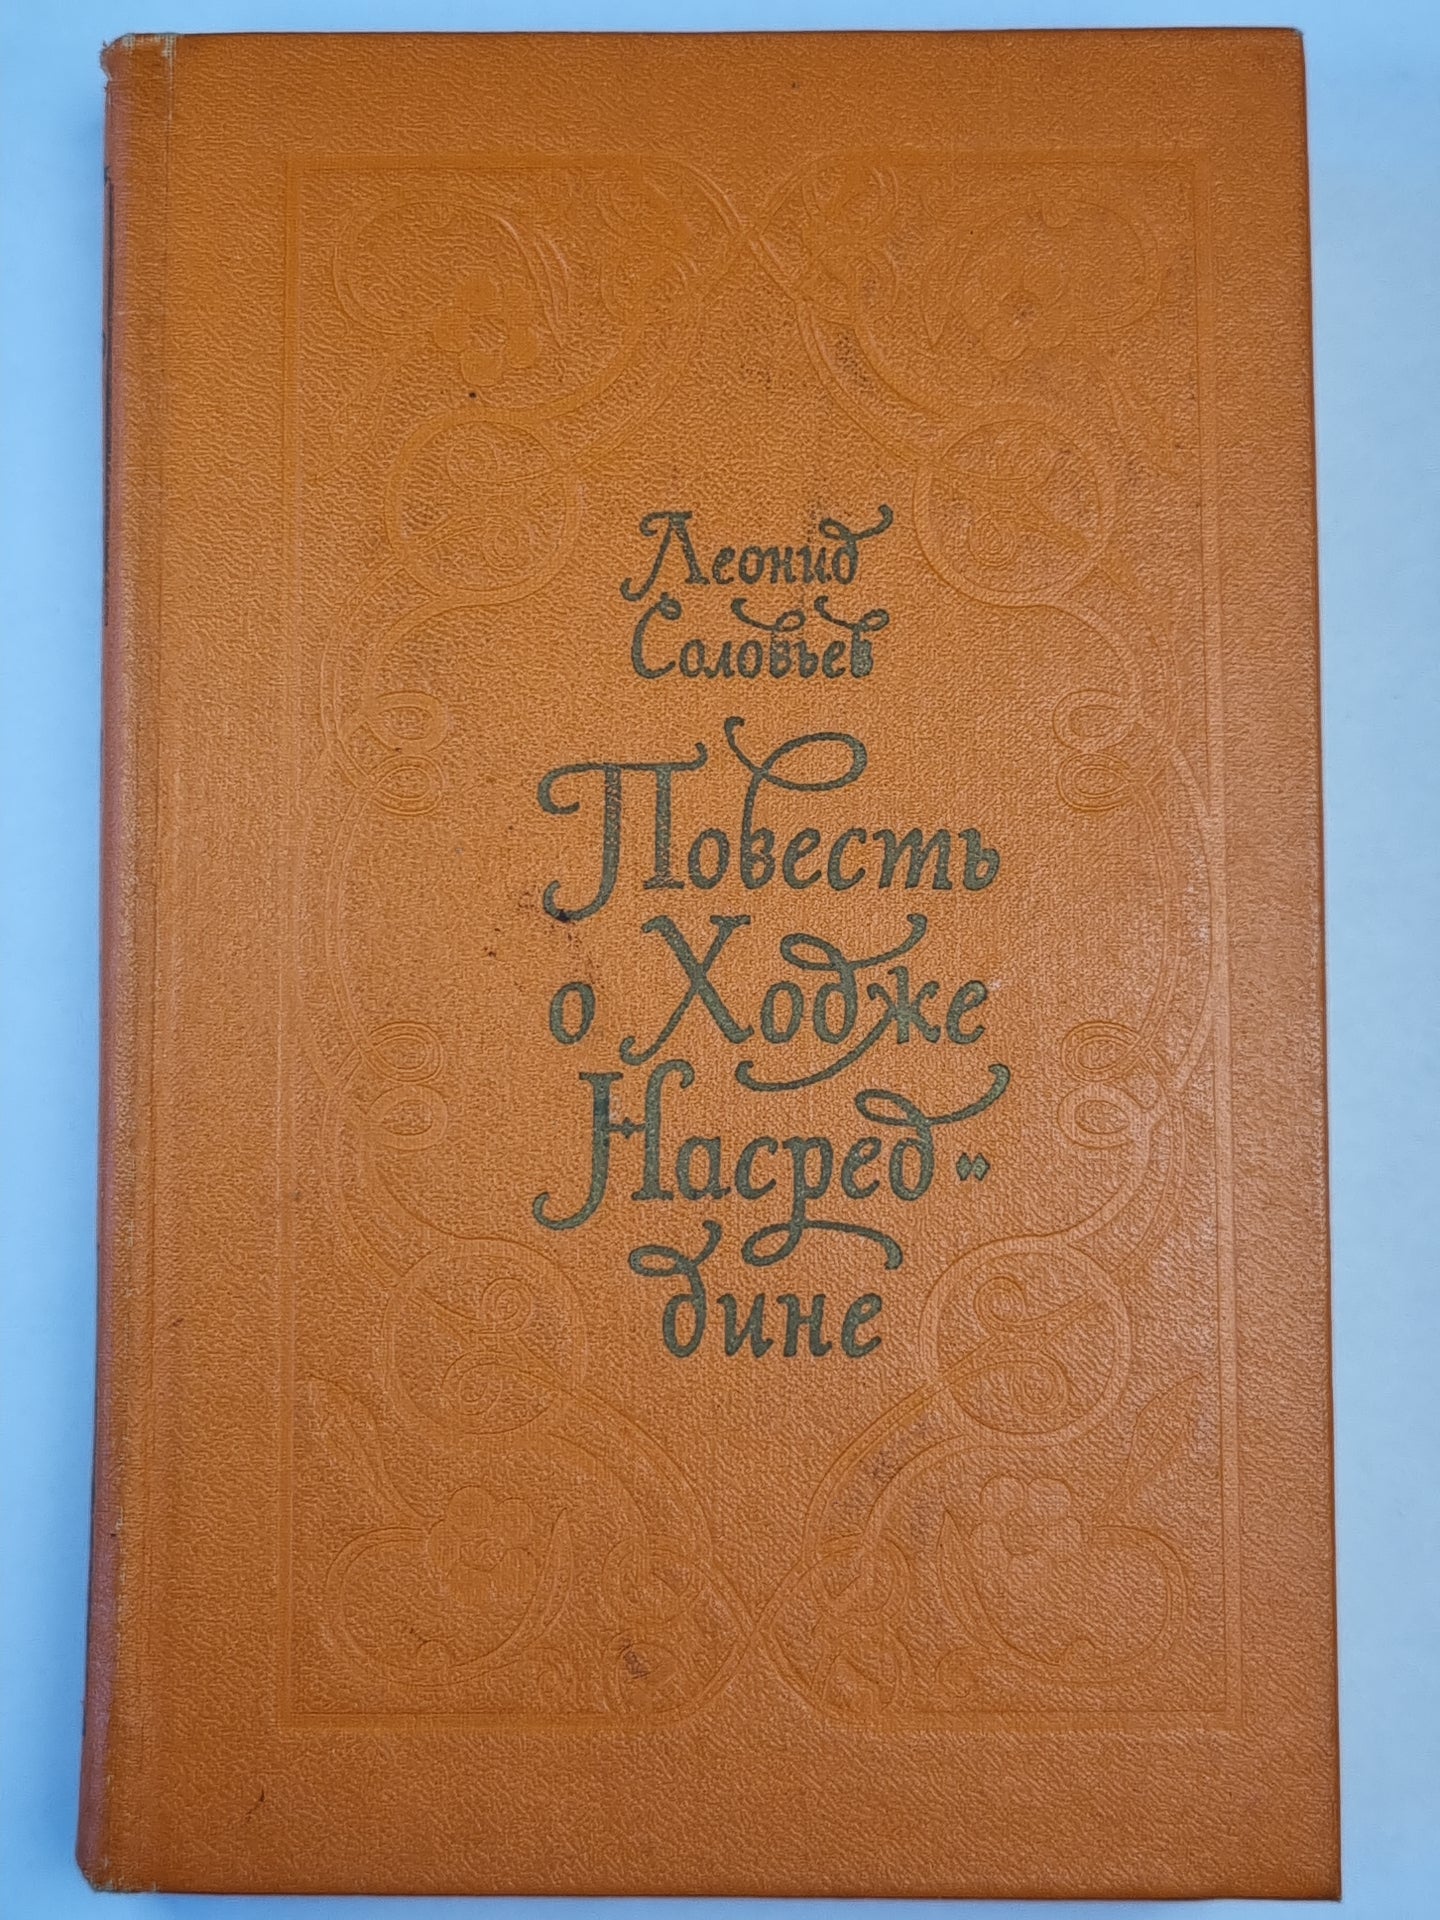 Леонид
Соловьев
Повесть
о Ходже
Насред-
дине